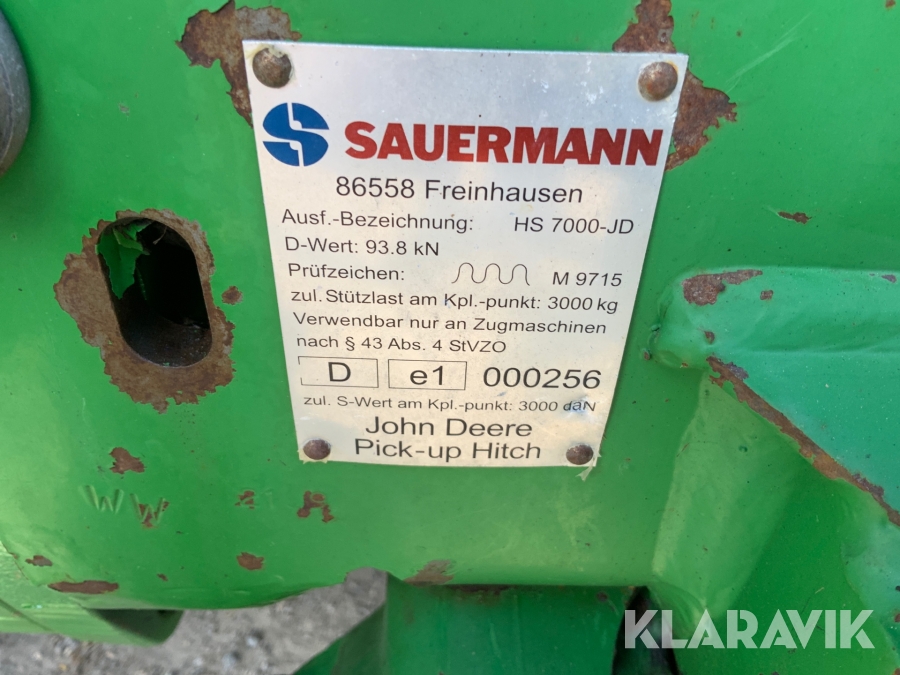 SAUERMANN
86558 Freinhausen
Ausf.-Bezeichnung: HS 7000-JD
D-Wert: 93.8 kN
Prüfzeichen: M 9715
zul. Stützlast am Kpl.-punkt: 3000 kg
Verwendbar nur an Zugmaschinen
nach § 43 Abs. 4 StVZO
D e1 000256
zul. S-Wert am Kpl.-punkt: 3000 daN
John Deere
Pick-up Hitch
WW
KLARAVIK